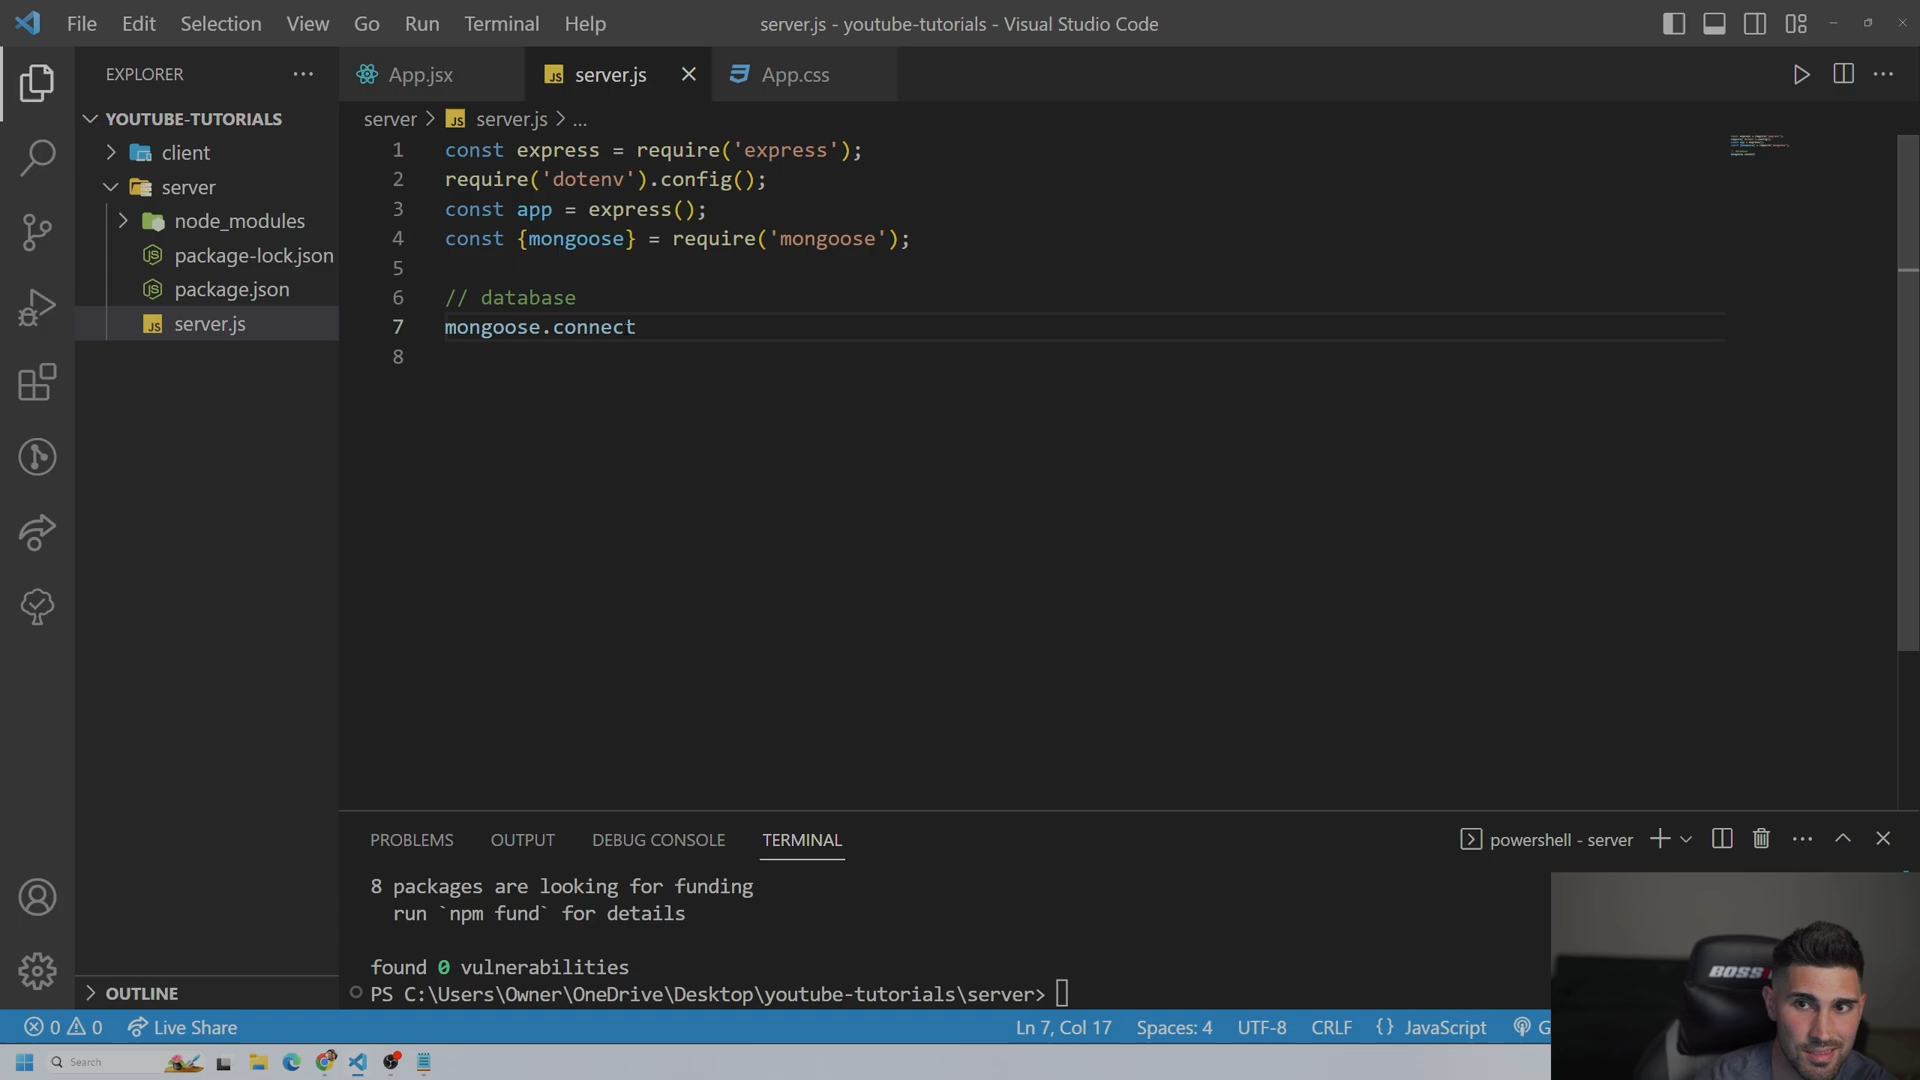 File Edit Selection View Go Run Terminal Help
server.js - youtube-tutorials - Visual Studio Code
EXPLORER
YOUTUBE-TUTORIALS
client
server
node_modules
package-lock.json
package.json
server.js
OUTLINE
App.jsx
server.js
App.css
server > server.js > ...
1 const express = require('express');
2 require('dotenv').config();
3 const app = express();
4 const {mongoose} = require('mongoose');
5
6 // database
7 mongoose.connect
8
PROBLEMS OUTPUT DEBUG CONSOLE TERMINAL
powershell - server
8 packages are looking for funding
run `npm fund` for details
found 0 vulnerabilities
PS C:\Users\Owner\OneDrive\Desktop\youtube-tutorials\server>
0 0 Live Share
Ln 7, Col 17 Spaces: 4 UTF-8 CRLF {} JavaScript G
Search